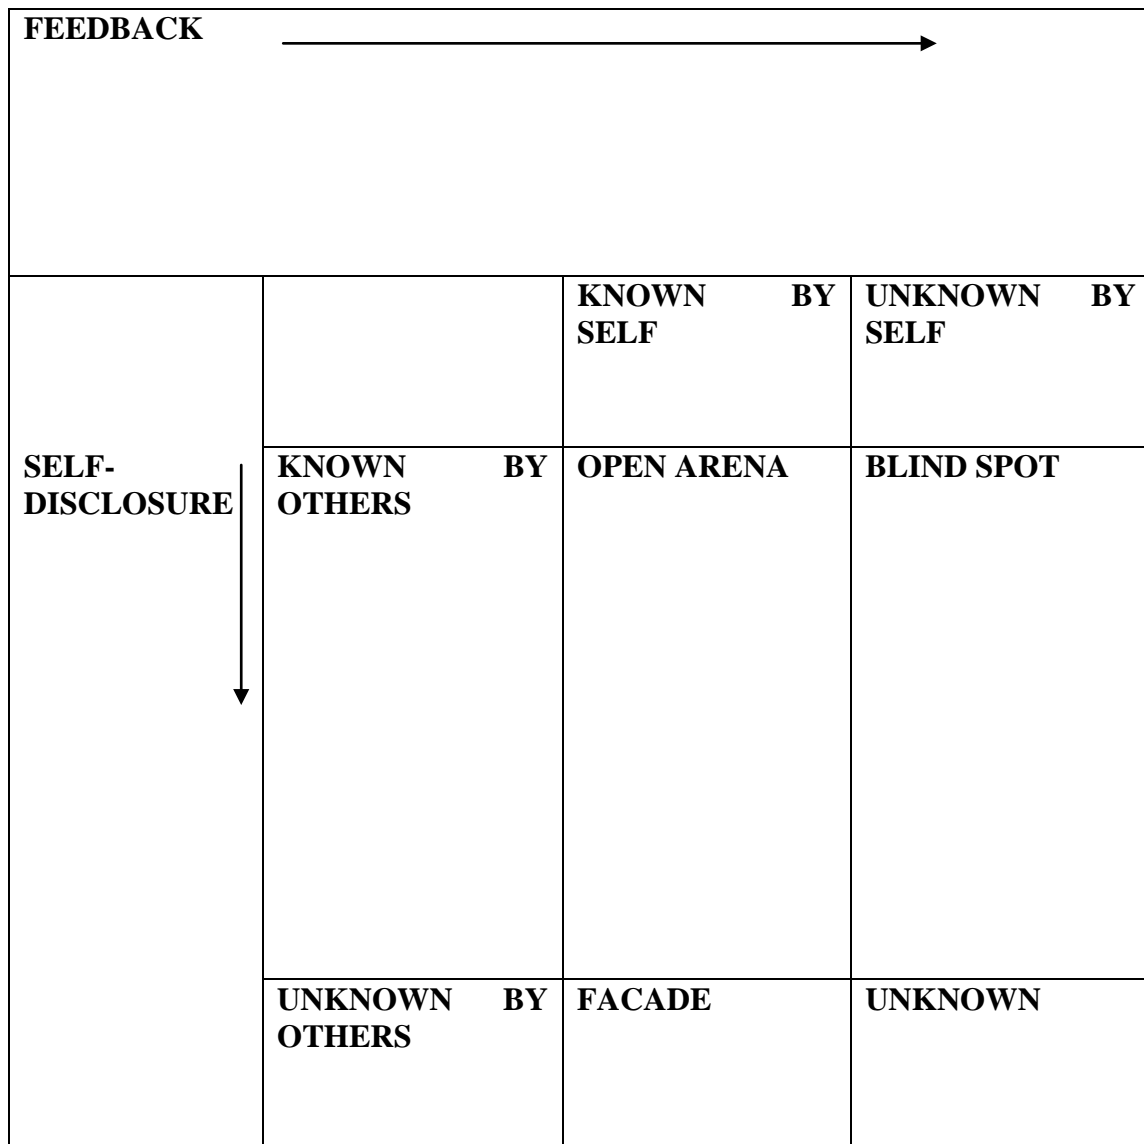 FEEDBACK
KNOWN BY
SELF
UNKNOWN BY
SELF
SELF-
DISCLOSURE
KNOWN BY
OTHERS
OPEN ARENA
BLIND SPOT
UNKNOWN BY
OTHERS
FACADE
UNKNOWN